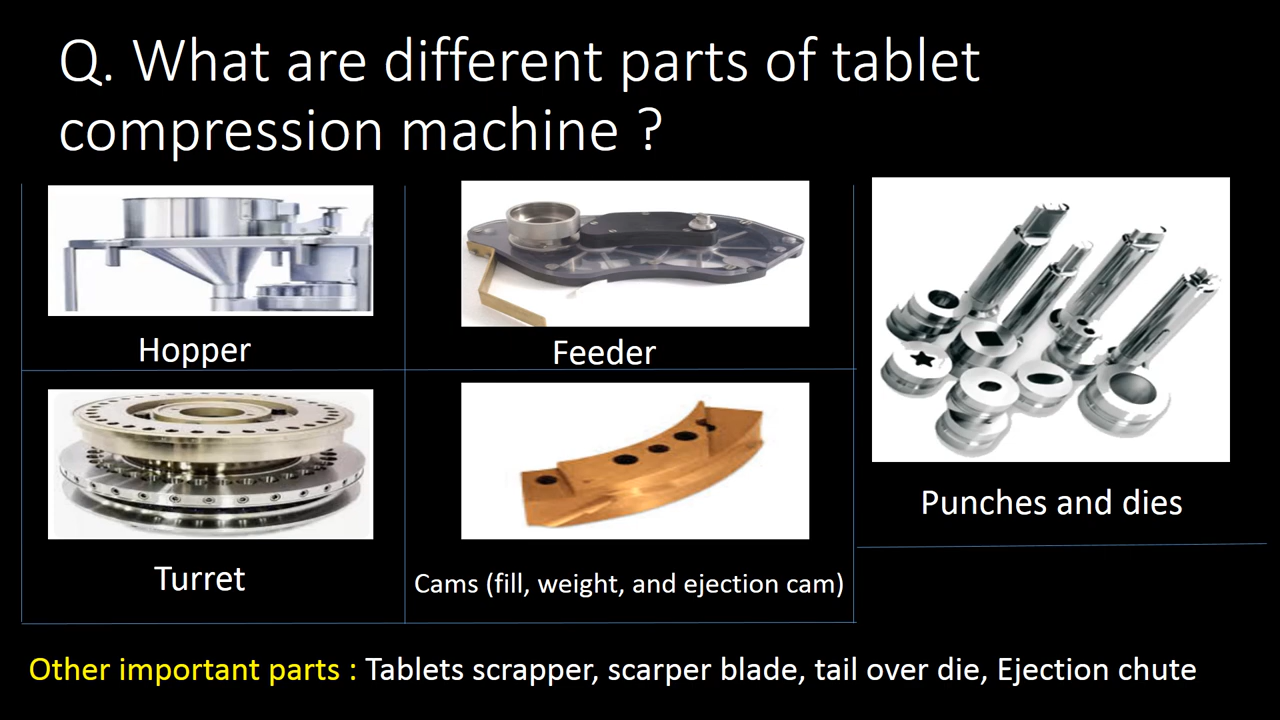 Q. What are different parts of tablet
compression machine ?
Hopper
Feeder
Punches and dies
Turret
Cams (fill, weight, and ejection cam)
Other important parts : Tablets scrapper, scarper blade, tail over die, Ejection chute